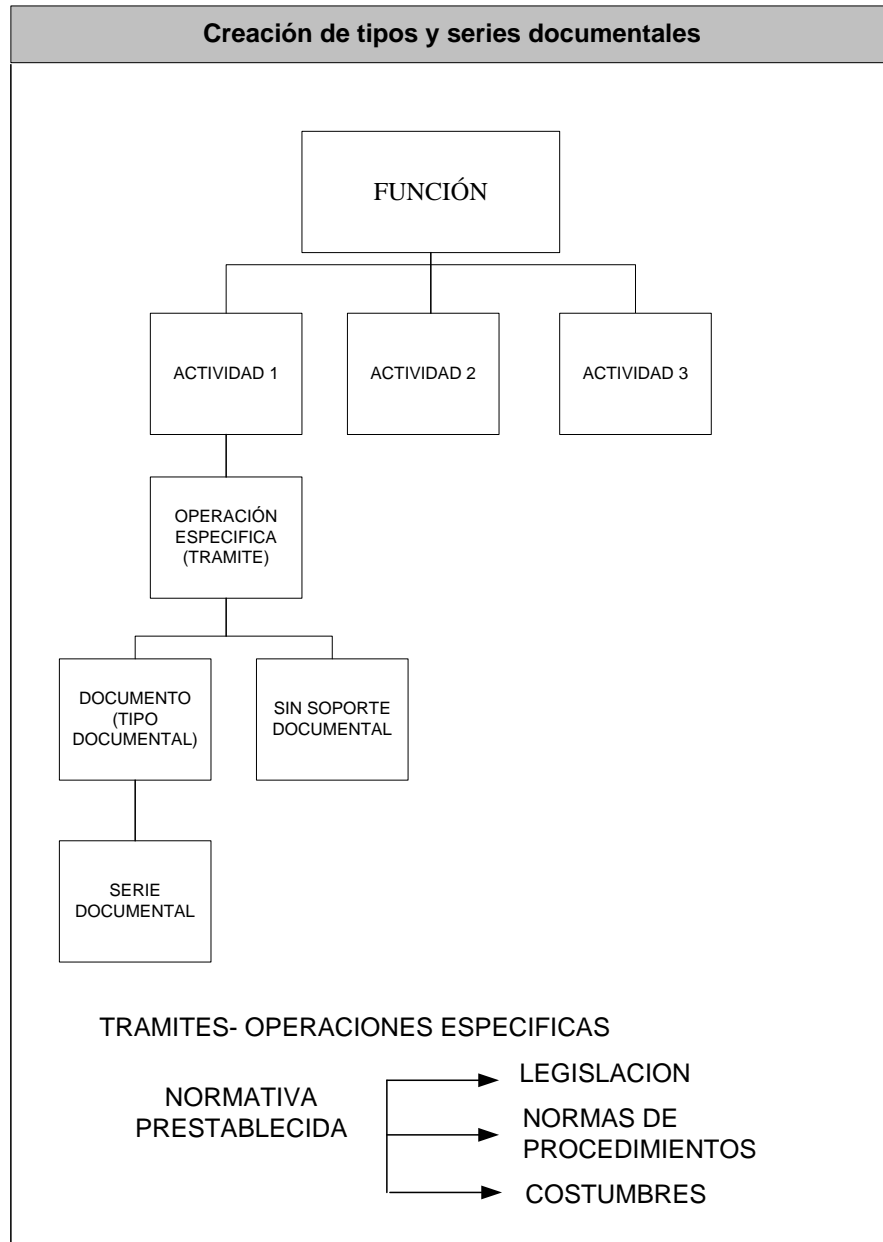 Creación de tipos y series documentales
FUNCIÓN
ACTIVIDAD 1
ACTIVIDAD 2
ACTIVIDAD 3
OPERACIÓN
ESPECIFICA
(TRAMITE)
DOCUMENTO
(TIPO
DOCUMENTAL)
SIN SOPORTE
DOCUMENTAL
SERIE
DOCUMENTAL
TRAMITES- OPERACIONES ESPECIFICAS
NORMATIVA
PRESTABLECIDA
LEGISLACION
NORMAS DE
PROCEDIMIENTOS
COSTUMBRES